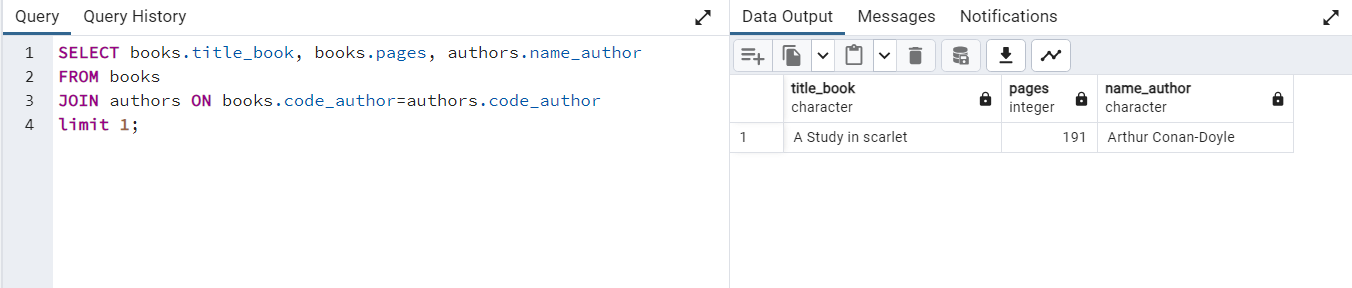 Query Query History
1 SELECT books.title_book, books.pages, authors.name_author
2 FROM books
3 JOIN authors ON books.code_author=authors.code_author
4 limit 1;
Data Output Messages Notifications
title_book pages name_author
character integer character
1 A Study in scarlet 191 Arthur Conan-Doyle